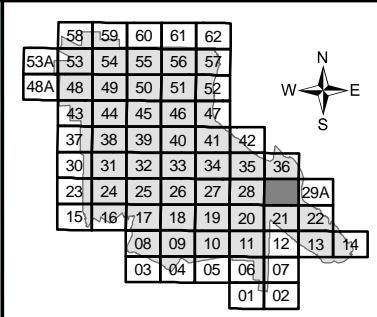 58 59 60 61 62
53A 53 54 55 56 57
48A 48 49 50 51 52
43 44 45 46 47
37 38 39 40 41 42
30 31 32 33 34 35 36
23 24 25 26 27 28 29A
15 16 17 18 19 20 21 22
08 09 10 11 12 13 14
03 04 05 06 07
01 02
N
W E
S